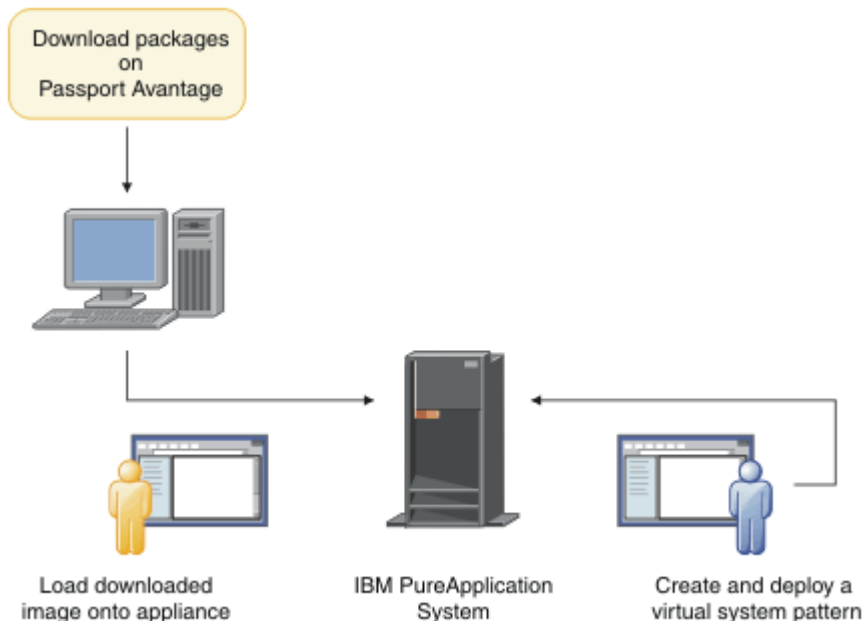 Download packages
on
Passport Avantage
Load downloaded
image onto appliance
IBM PureApplication
System
Create and deploy a
virtual system pattern